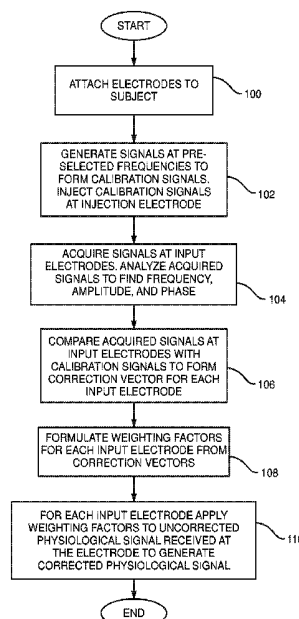 START
ATTACH ELECTRODES TO
SUBJECT
100
GENERATE SIGNALS AT PRE-
SELECTED FREQUENCIES TO
FORM CALIBRATION SIGNALS.
INJECT CALIBRATION SIGNALS
AT INJECTION ELECTRODE
102
ACQUIRE SIGNALS AT INPUT
ELECTRODES. ANALYZE ACQUIRED
SIGNALS TO FIND FREQUENCY,
AMPLITUDE, AND PHASE
104
COMPARE ACQUIRED SIGNALS AT
INPUT ELECTRODES WITH
CALIBRATION SIGNALS TO FORM
CORRECTION VECTOR FOR EACH
INPUT ELECTRODE
106
FORMULATE WEIGHTING FACTORS
FOR EACH INPUT ELECTRODE FROM
CORRECTION VECTORS
108
FOR EACH INPUT ELECTRODE APPLY
WEIGHTING FACTORS TO UNCORRECTED
PHYSIOLOGICAL SIGNAL RECEIVED AT
THE ELECTRODE TO GENERATE
CORRECTED PHYSIOLOGICAL SIGNAL
110
END